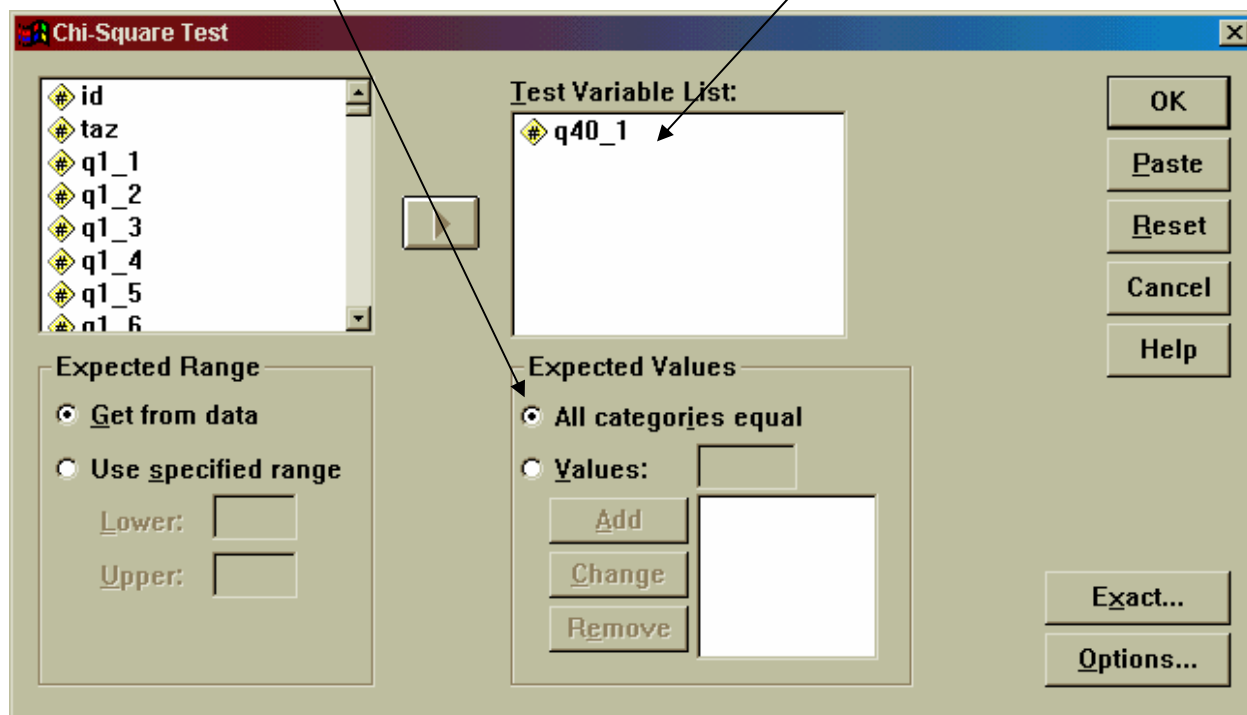 Chi-Square Test
id
taz
q1_1
q1_2
q1_3
q1_4
q1_5
q1_6
Test Variable List:
q40_1
OK
Paste
Reset
Cancel
Help
Expected Range
Get from data
Use specified range
Lower:
Upper:
Expected Values
All categories equal
Values:
Add
Change
Remove
Exact...
Options...